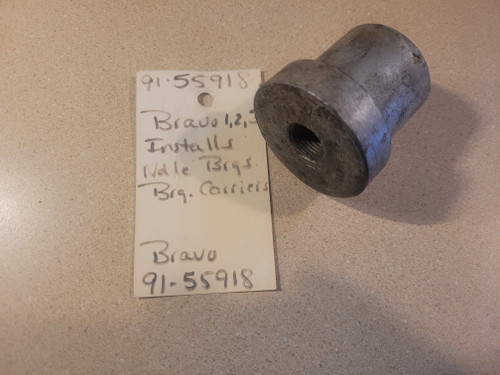 91-55918
Bravo 1,2,3
Installs
Ndle Brgs
Brg. Carriers
Bravo
91-55918